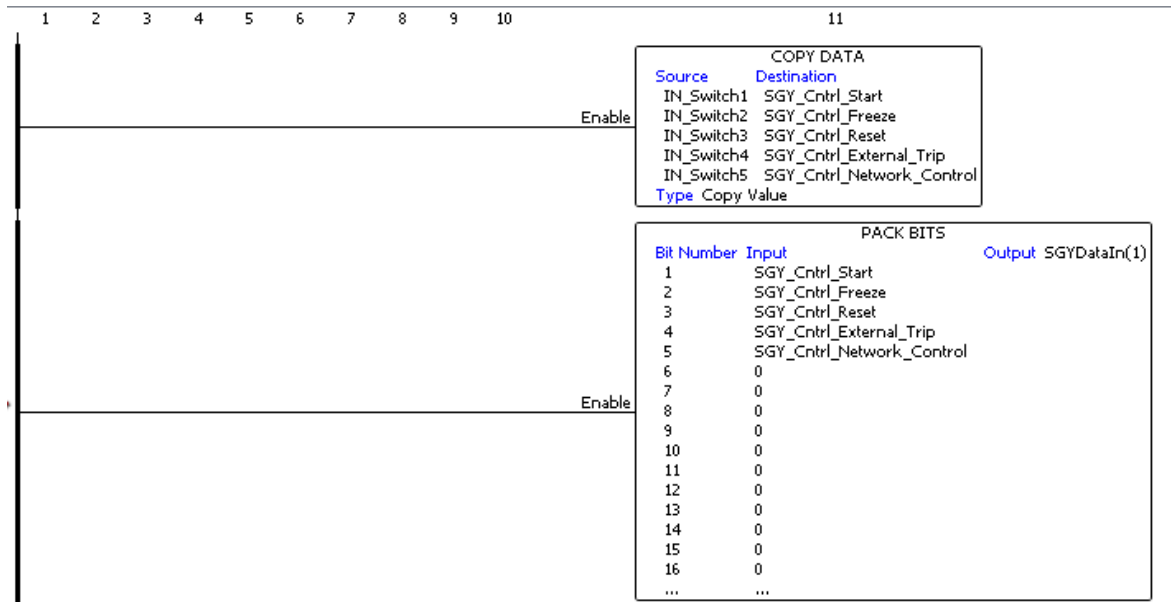 1 2 3 4 5 6 7 8 9 10 11
COPY DATA
Source Destination
IN_Switch1 SGY_Cntrl_Start
Enable IN_Switch2 SGY_Cntrl_Freeze
IN_Switch3 SGY_Cntrl_Reset
IN_Switch4 SGY_Cntrl_External_Trip
IN_Switch5 SGY_Cntrl_Network_Control
Type Copy Value
PACK BITS
Bit Number Input Output SGYDataIn(1)
1 SGY_Cntrl_Start
2 SGY_Cntrl_Freeze
3 SGY_Cntrl_Reset
4 SGY_Cntrl_External_Trip
5 SGY_Cntrl_Network_Control
6 0
7 0
Enable 8 0
9 0
10 0
11 0
12 0
13 0
14 0
15 0
16 0
... ...